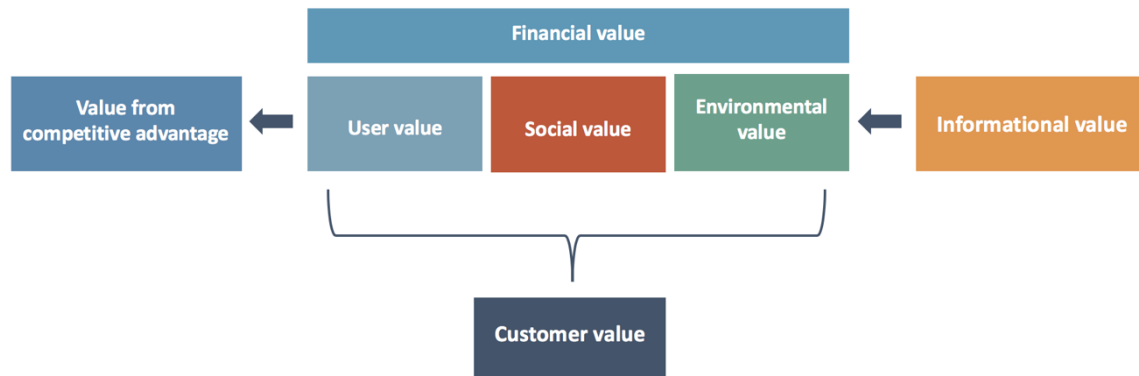 Financial value
Value from
competitive advantage
User value
Social value
Environmental
value
Informational value
Customer value